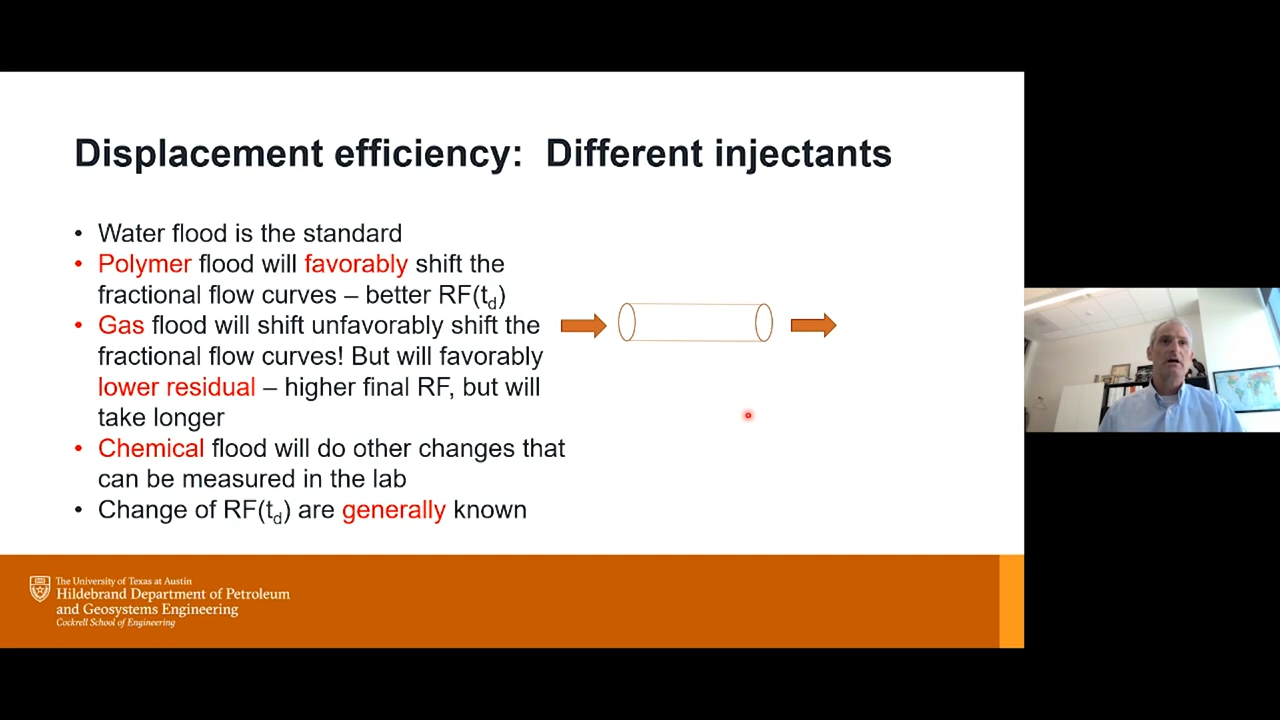 Displacement efficiency: Different injectants
• Water flood is the standard
• Polymer flood will favorably shift the
fractional flow curves – better RF(td)
• Gas flood will shift unfavorably shift the
fractional flow curves! But will favorably
lower residual – higher final RF, but will
take longer
• Chemical flood will do other changes that
can be measured in the lab
• Change of RF(td) are generally known
The University of Texas at Austin
Hildebrand Department of Petroleum
and Geosystems Engineering
Cockrell School of Engineering